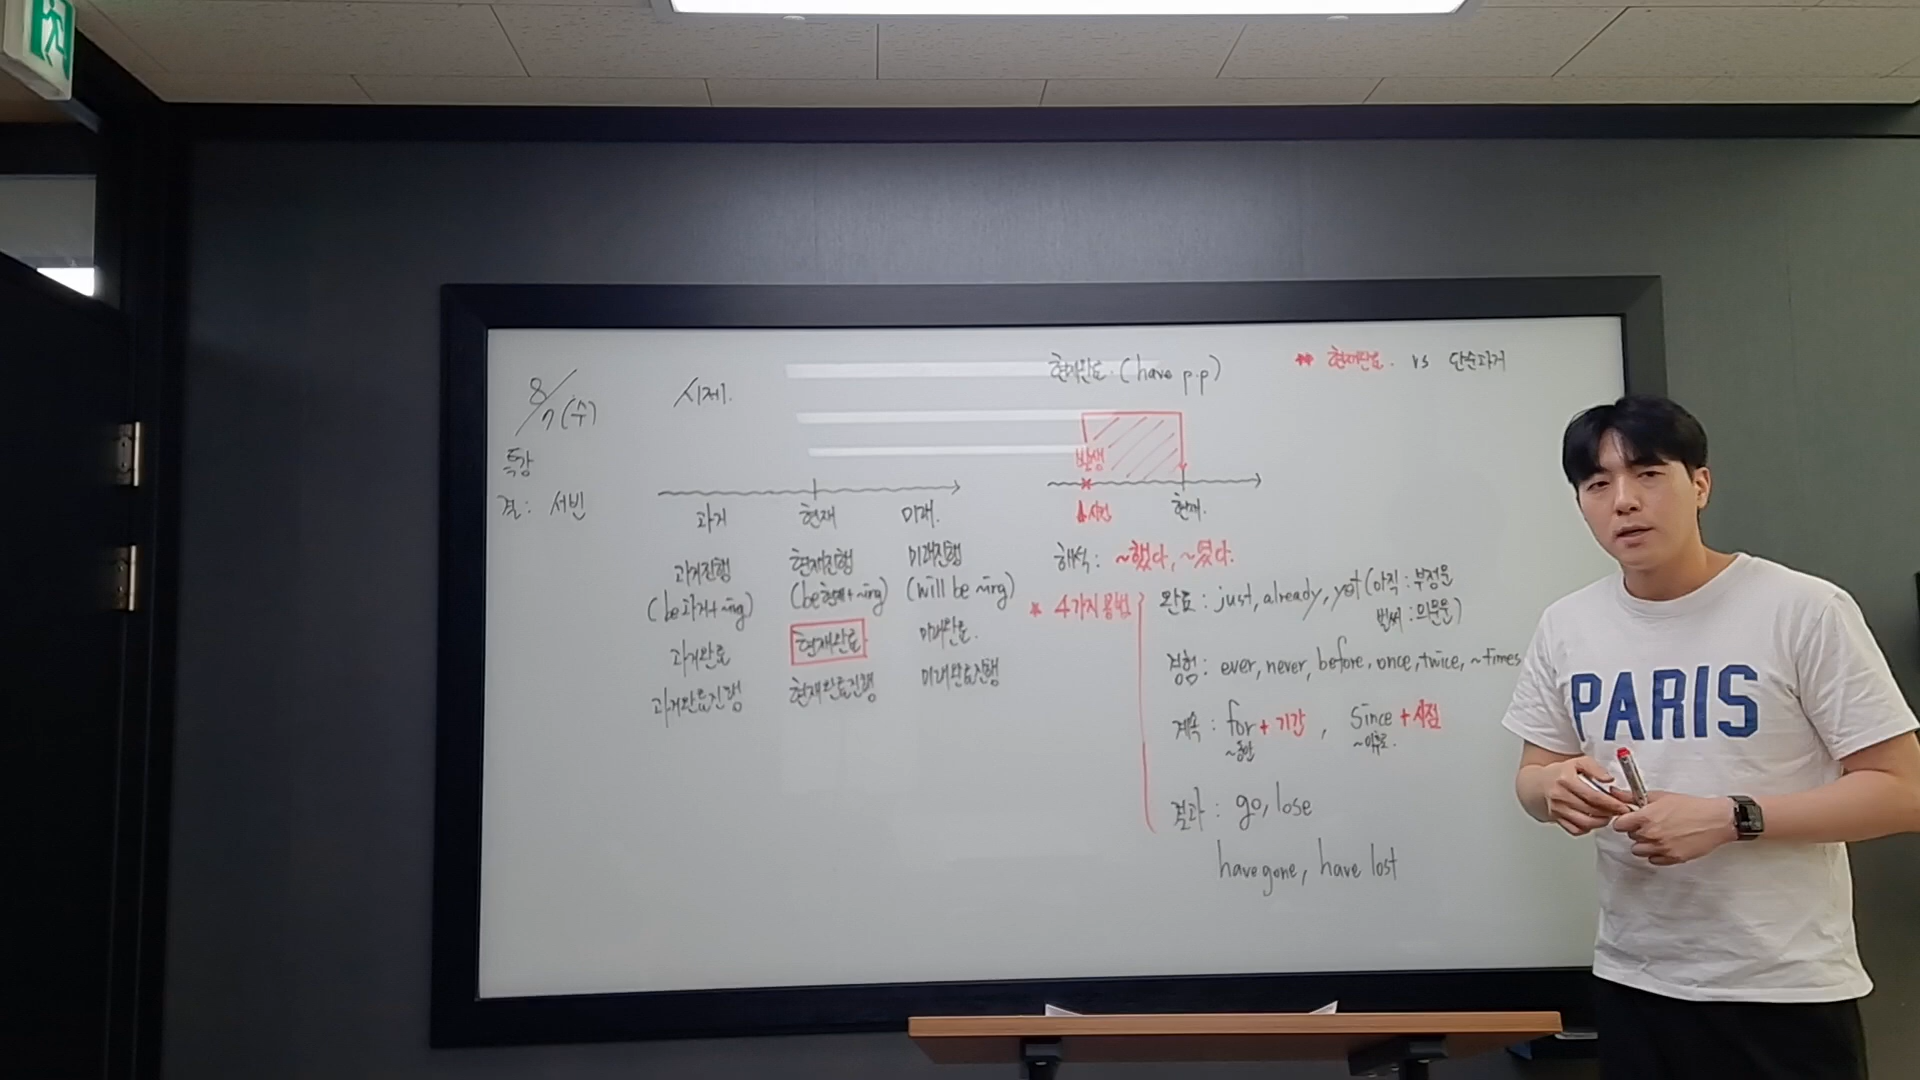 8/7 (수)
특강
결: 서빈
시제.
과거 현재 미래.
과거진행 현재진행 미래진행
(be과거+~ing) (be현재+~ing) (will be ~ing)
과거완료 현재완료 미래완료.
과거완료진행 현재완료진행 미래완료진행
현재완료. (have p.p)
발생
시점 현재.
해석: ~했다, ~왔다.
* 4가지 용법
완료: just, already, yet (아직: 부정문
벌써: 의문문)
경험: ever, never, before, once, twice, ~times
계속: for + 기간, since + 시점
~동안 ~이후로.
결과: go, lose
have gone, have lost
** 현재완료. vs 단순과거
PARIS